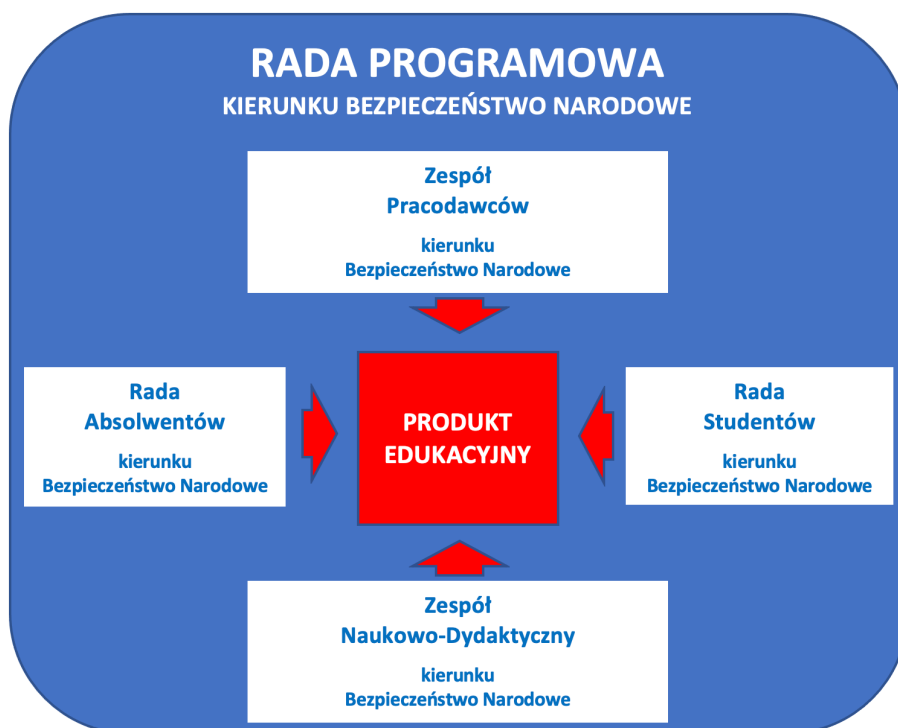 RADA PROGRAMOWA
KIERUNKU BEZPIECZEŃSTWO NARODOWE
Zespół
Pracodawców
kierunku
Bezpieczeństwo Narodowe
Rada
Absolwentów
kierunku
Bezpieczeństwo Narodowe
PRODUKT
EDUKACYJNY
Rada
Studentów
kierunku
Bezpieczeństwo Narodowe
Zespół
Naukowo-Dydaktyczny
kierunku
Bezpieczeństwo Narodowe